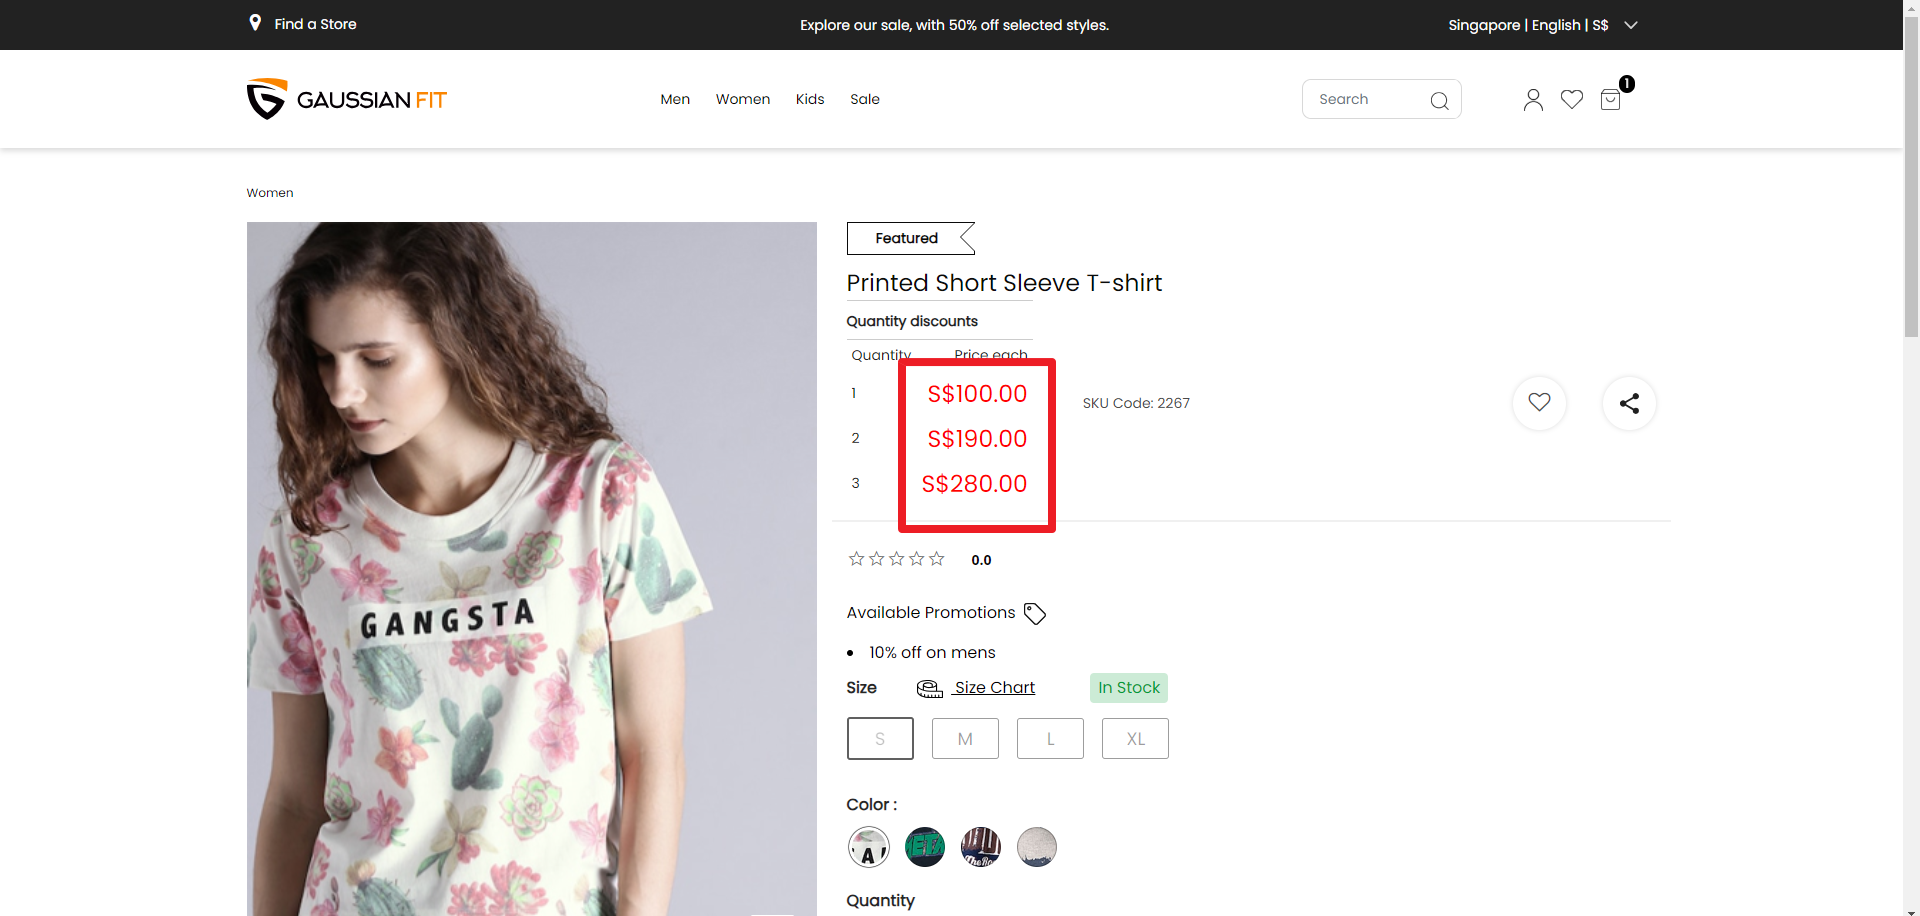 Find a Store
Explore our sale, with 50% off selected styles.
Singapore | English | S$
GAUSSIAN FIT
Men Women Kids Sale
Search
1
Women
Featured
Printed Short Sleeve T-shirt
Quantity discounts
Quantity Price each
1 S$100.00
2 S$190.00
3 S$280.00
SKU Code: 2267
0.0
Available Promotions
• 10% off on mens
Size Size Chart In Stock
S M L XL
Color :
Quantity
GANGSTA